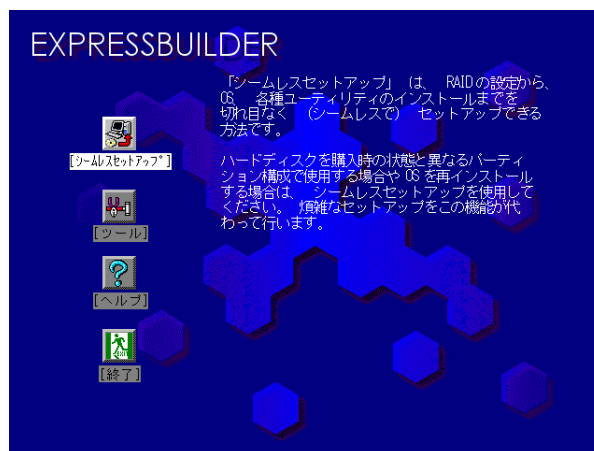 EXPRESSBUILDER
「シームレスセットアップ」 は、 RAIDの設定から、
OS、 各種ユーティリティのインストールまでを
切れ目なく （シームレスで） セットアップできる
方法です。
ハードディスクを購入時の状態と異なるパーティ
ション構成で使用する場合や OS を再インストール
する場合は、 シームレスセットアップを使用して
ください。 煩雑なセットアップをこの機能が代
わって行います。
[シームレスセットアップ]
[ツール]
[ヘルプ]
EXIT
[終了]